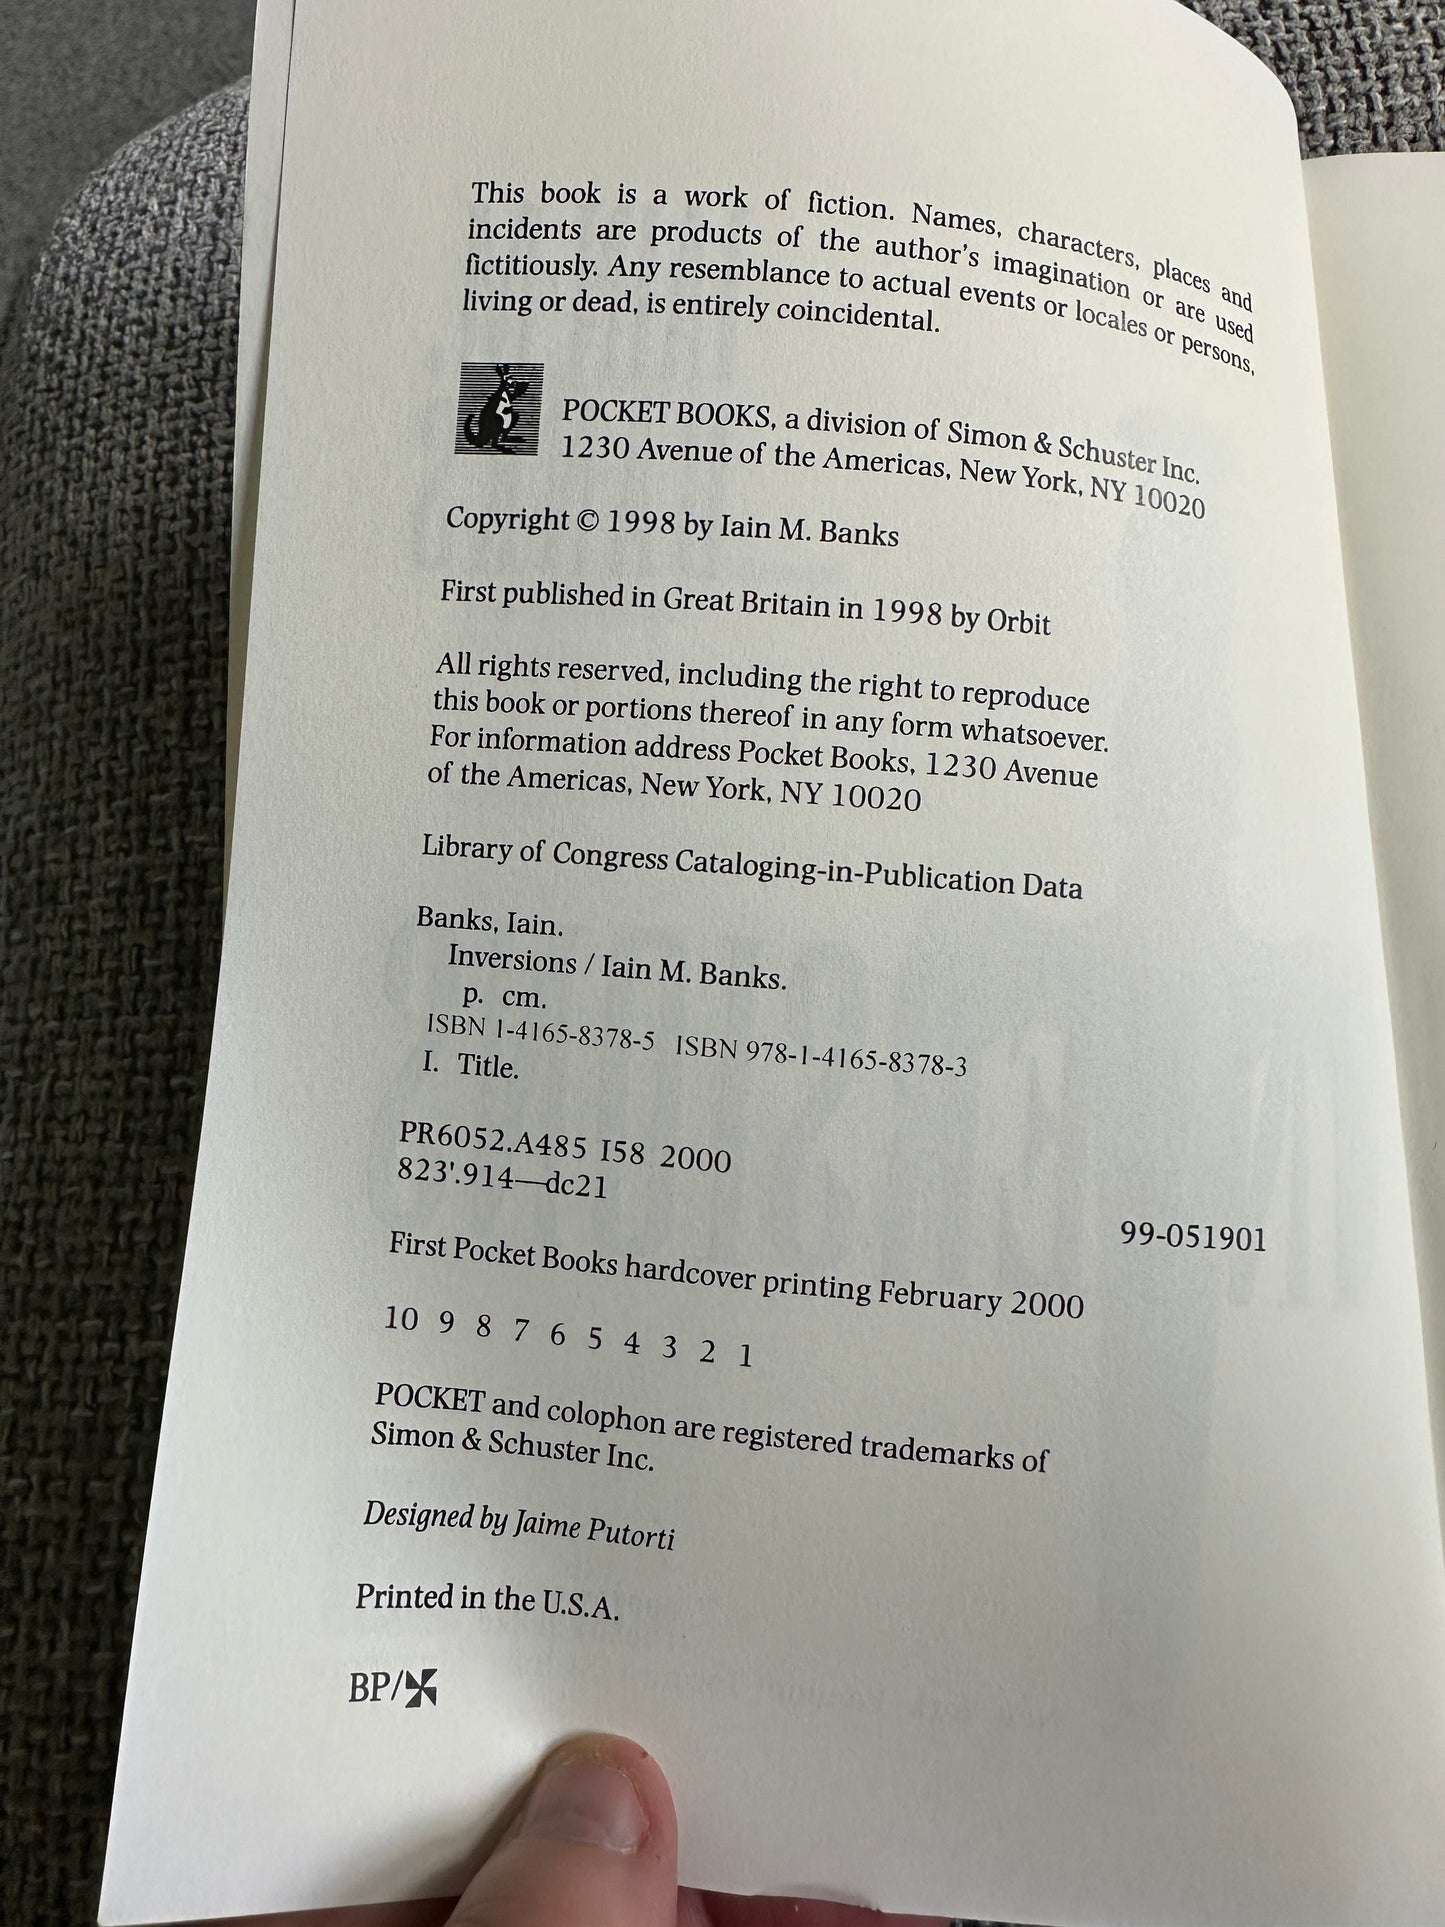 This book is a work of fiction. Names, characters, places and
incidents are products of the author's imagination or are used
fictitiously. Any resemblance to actual events or locales or persons,
living or dead, is entirely coincidental.
POCKET BOOKS, a division of Simon & Schuster Inc.
1230 Avenue of the Americas, New York, NY 10020
Copyright © 1998 by Iain M. Banks
First published in Great Britain in 1998 by Orbit
All rights reserved, including the right to reproduce
this book or portions thereof in any form whatsoever.
For information address Pocket Books, 1230 Avenue
of the Americas, New York, NY 10020
Library of Congress Cataloging-in-Publication Data
Banks, Iain.
Inversions / Iain M. Banks.
p. cm.
ISBN 1-4165-8378-5 ISBN 978-1-4165-8378-3
I. Title.
PR6052.A485 I58 2000
823'.914—dc21
99-051901
First Pocket Books hardcover printing February 2000
10 9 8 7 6 5 4 3 2 1
POCKET and colophon are registered trademarks of
Simon & Schuster Inc.
Designed by Jaime Putorti
Printed in the U.S.A.
BP/